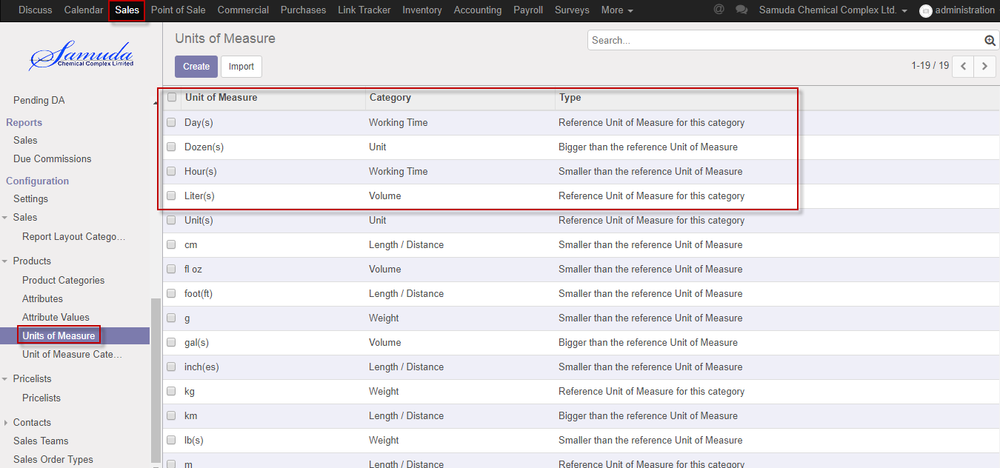 Discuss Calendar Sales Point of Sale Commercial Purchases Link Tracker Inventory Accounting Payroll Surveys More @ Samuda Chemical Complex Ltd. administration
Samuda
Chemical Complex Limited
Pending DA
Reports
Sales
Due Commissions
Configuration
Settings
Sales
Report Layout Catego…
Products
Product Categories
Attributes
Attribute Values
Units of Measure
Unit of Measure Cate…
Pricelists
Pricelists
Contacts
Sales Teams
Sales Order Types
Units of Measure
Search...
Create Import
1-19 / 19
Unit of Measure Category Type
Day(s) Working Time Reference Unit of Measure for this category
Dozen(s) Unit Bigger than the reference Unit of Measure
Hour(s) Working Time Smaller than the reference Unit of Measure
Liter(s) Volume Reference Unit of Measure for this category
Unit(s) Unit Reference Unit of Measure for this category
cm Length / Distance Smaller than the reference Unit of Measure
fl oz Volume Smaller than the reference Unit of Measure
foot(ft) Length / Distance Smaller than the reference Unit of Measure
g Weight Smaller than the reference Unit of Measure
gal(s) Volume Bigger than the reference Unit of Measure
inch(es) Length / Distance Smaller than the reference Unit of Measure
kg Weight Reference Unit of Measure for this category
km Length / Distance Bigger than the reference Unit of Measure
lb(s) Weight Smaller than the reference Unit of Measure
m Length / Distance Reference Unit of Measure for this category